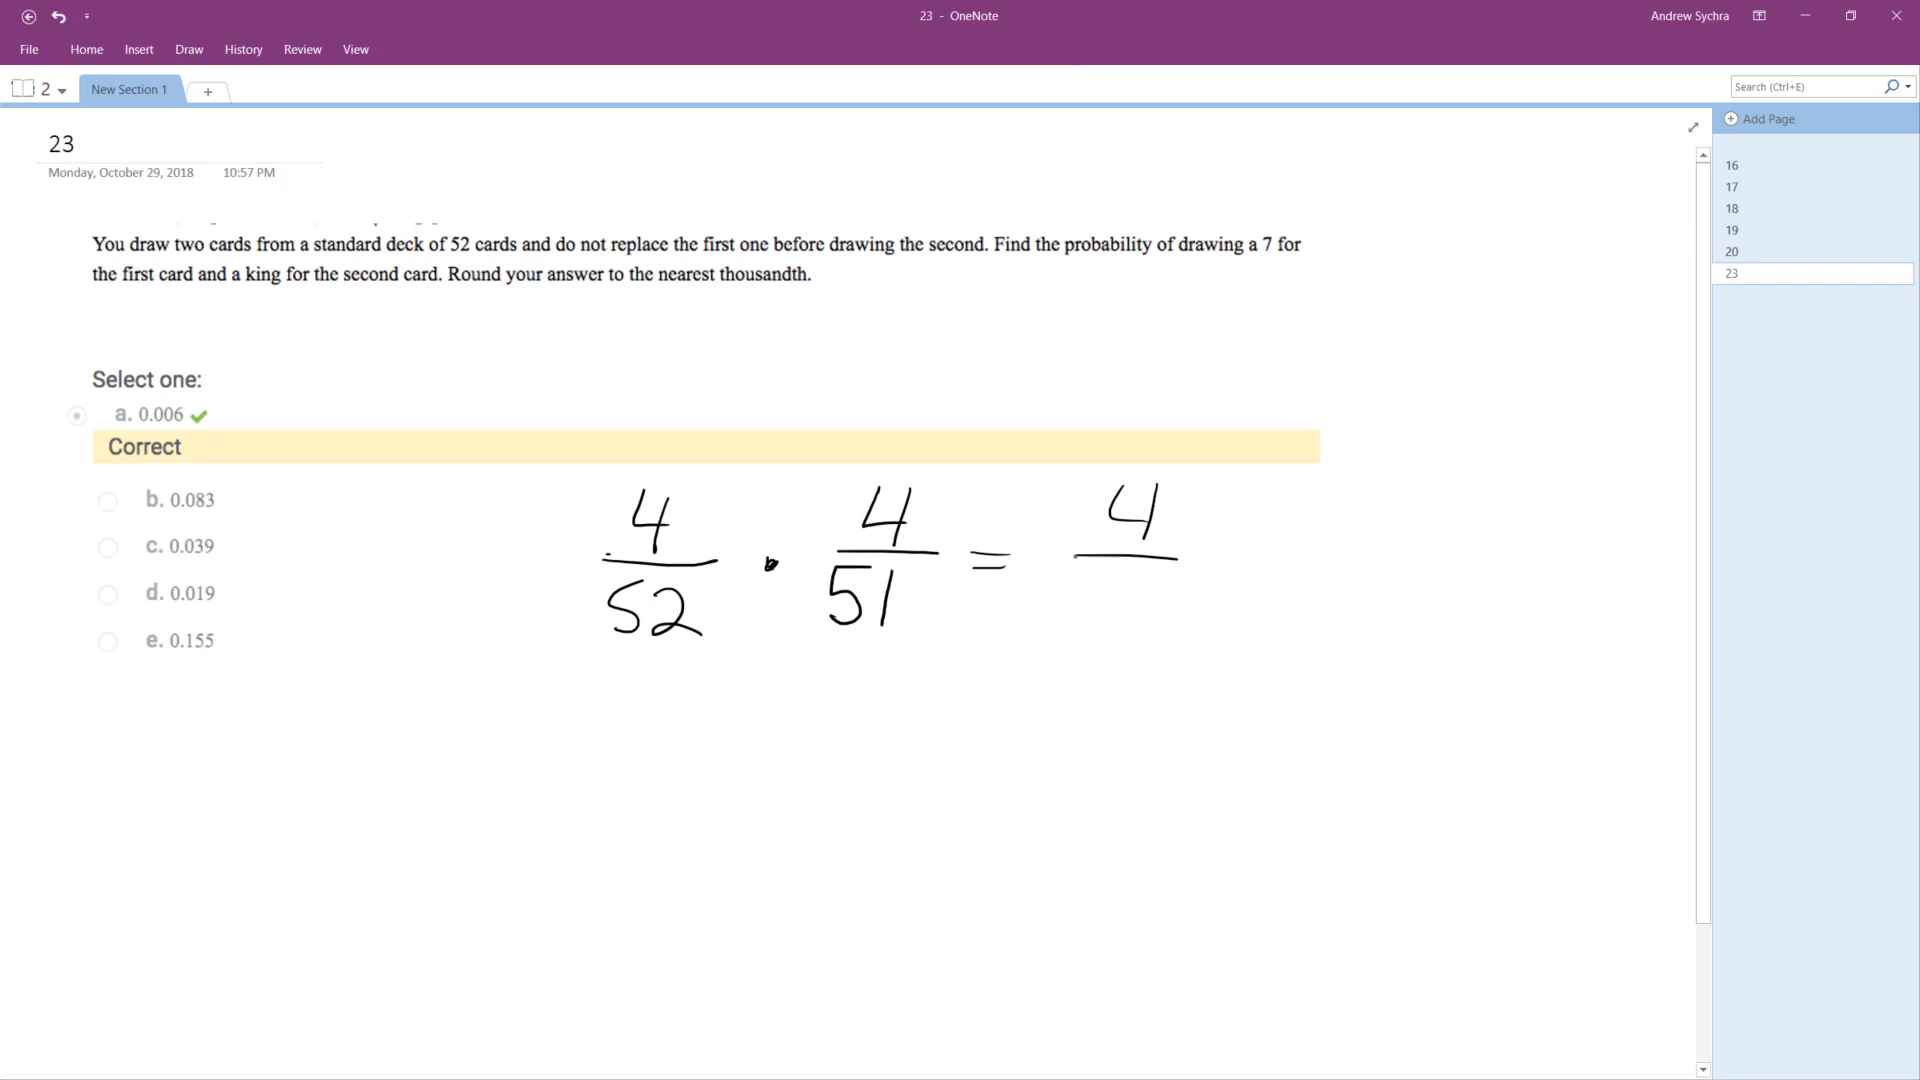 23 - OneNote
Andrew Sychra
File Home Insert Draw History Review View
2 New Section 1 +
Search (Ctrl+E)
Add Page
23
Monday, October 29, 2018 10:57 PM
16
17
18
19
20
23
You draw two cards from a standard deck of 52 cards and do not replace the first one before drawing the second. Find the probability of drawing a 7 for
the first card and a king for the second card. Round your answer to the nearest thousandth.
Select one:
a. 0.006
Correct
b. 0.083
c. 0.039
d. 0.019
e. 0.155
4/52 · 4/51 = 4/